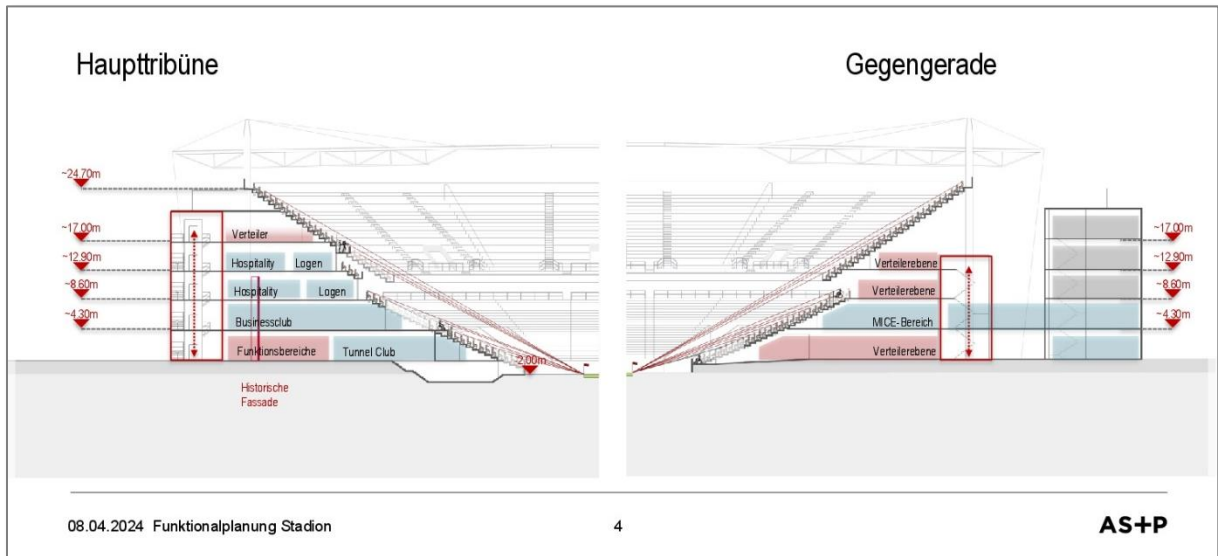 Haupttribüne
Gegengerade
~24.70m
~17.00m
~12.90m
~8.60m
~4.30m
Verteiler
Hospitality
Logen
Hospitality
Logen
Businessclub
Funktionsbereiche
Tunnel Club
2.00m
Historische
Fassade
Verteilerebene
Verteilerebene
MICE-Bereich
Verteilerebene
~17.00m
~12.90m
~8.60m
~4.30m
08.04.2024 Funktionalplanung Stadion
4
AS+P